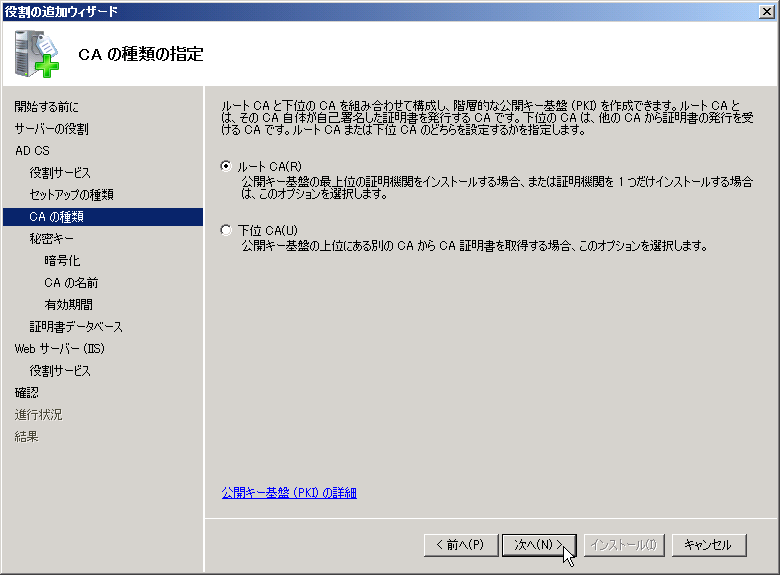 役割の追加ウィザード
CA の種類の指定
開始する前に
サーバーの役割
AD CS
役割サービス
セットアップの種類
CA の種類
秘密キー
暗号化
CA の名前
有効期間
証明書データベース
Web サーバー (IIS)
役割サービス
確認
進行状況
結果
ルート CA と下位の CA を組み合わせて構成し、階層的な公開キー基盤 (PKI) を作成できます。ルート CA と
は、その CA 自体が自己署名した証明書を発行する CA です。下位の CA は、他の CA から証明書の発行を受
ける CA です。ルート CA または下位 CA のどちらを設定するかを指定します。
ルート CA(R)
公開キー基盤の最上位の証明機関をインストールする場合、または証明機関を 1 つだけインストールする場合
は、このオプションを選択します。
下位 CA(U)
公開キー基盤の上位にある別の CA から CA 証明書を取得する場合、このオプションを選択します。
公開キー基盤 (PKI) の詳細
< 前へ(P)
次へ(N) >
インストール(I)
キャンセル